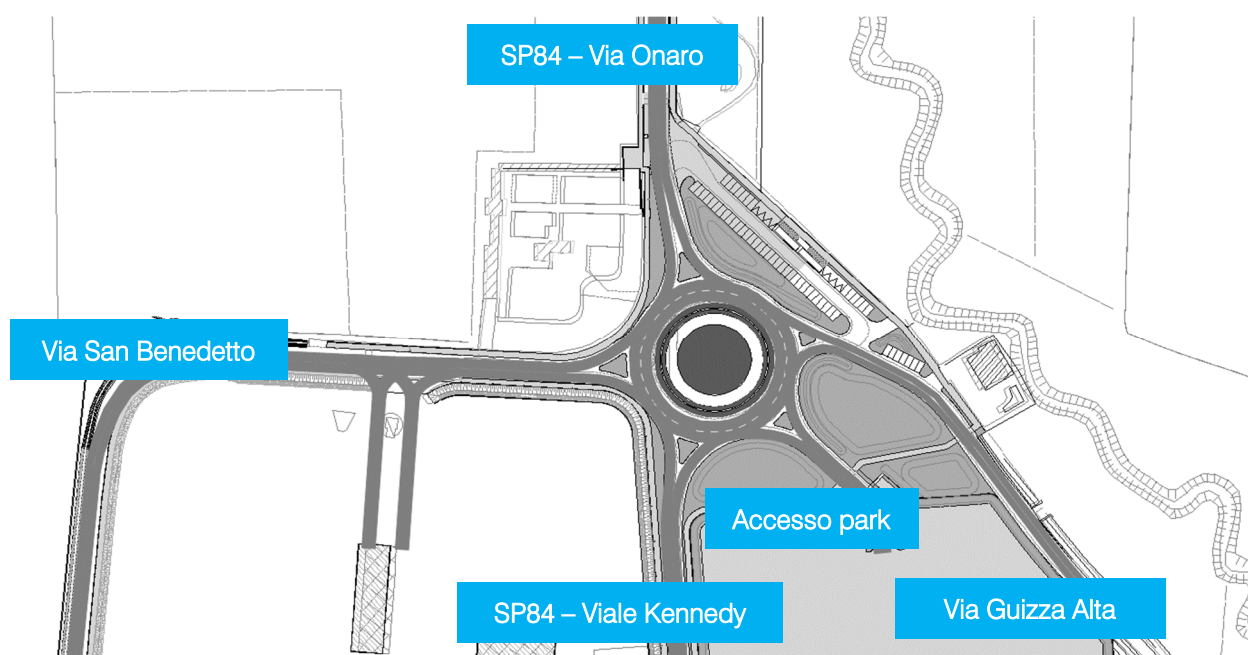 SP84 – Via Onaro
Via San Benedetto
Accesso park
SP84 – Viale Kennedy
Via Guizza Alta